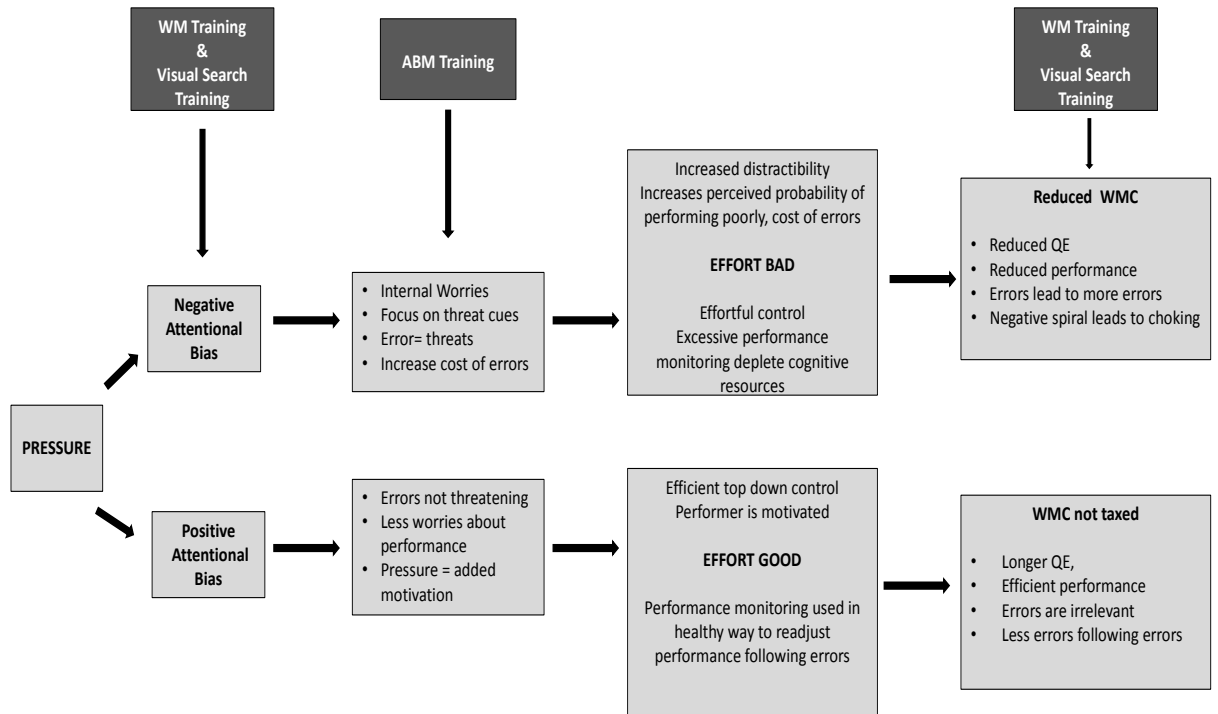 WM Training
&
Visual Search
Training
ABM Training
WM Training
&
Visual Search
Training
PRESSURE
Negative
Attentional
Bias
• Internal Worries
• Focus on threat cues
• Error= threats
• Increase cost of errors
Increased distractibility
Increases perceived probability of
performing poorly, cost of errors
EFFORT BAD
Effortful control
Excessive performance
monitoring deplete cognitive
resources
Reduced WMC
• Reduced QE
• Reduced performance
• Errors lead to more errors
• Negative spiral leads to choking
Positive
Attentional
Bias
• Errors not threatening
• Less worries about
performance
• Pressure = added
motivation
Efficient top down control
Performer is motivated
EFFORT GOOD
Performance monitoring used in
healthy way to readjust
performance following errors
WMC not taxed
• Longer QE,
• Efficient performance
• Errors are irrelevant
• Less errors following errors